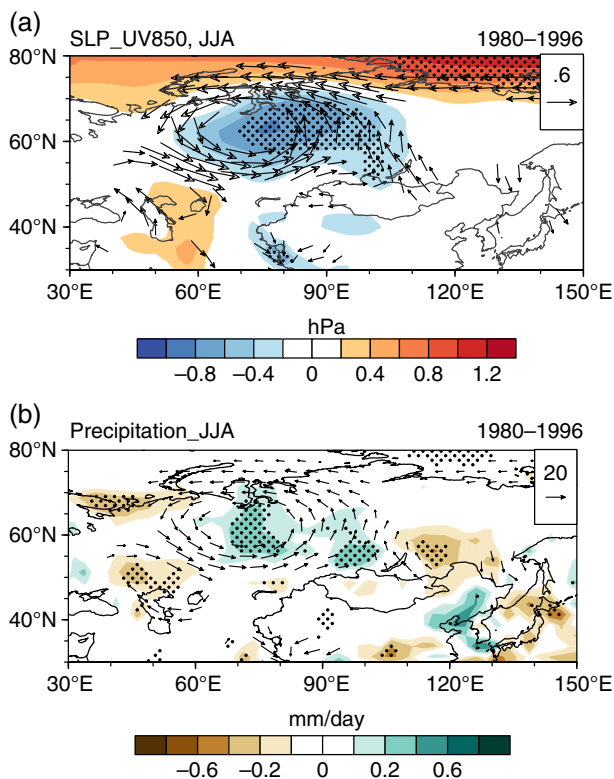 (a)
SLP_UV850, JJA 1980–1996
80°N
.6
60°N
40°N
30°E 60°E 90°E 120°E 150°E
hPa
−0.8 −0.4 0 0.4 0.8 1.2
(b)
Precipitation_JJA 1980–1996
80°N
20
60°N
40°N
30°E 60°E 90°E 120°E 150°E
mm/day
−0.6 −0.2 0 0.2 0.6